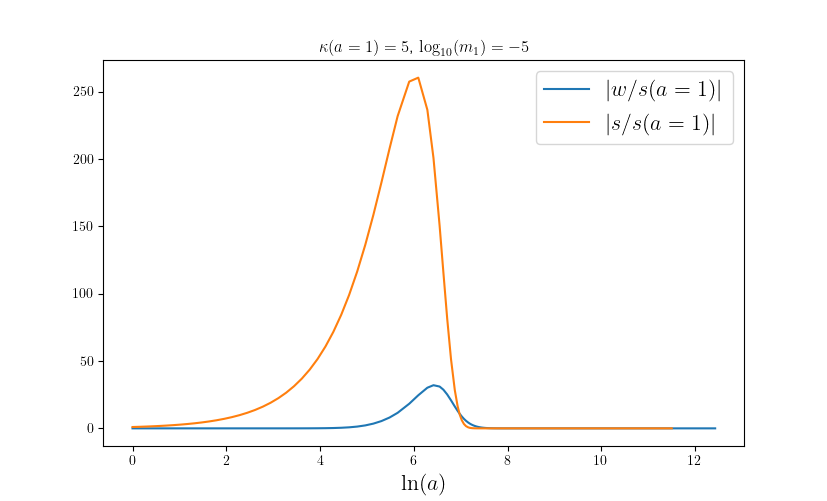 κ(a = 1) = 5, log₁₀(m₁) = −5
|w/s(a = 1)|
|s/s(a = 1)|
250
200
150
100
50
0
0 2 4 6 8 10 12
ln(a)